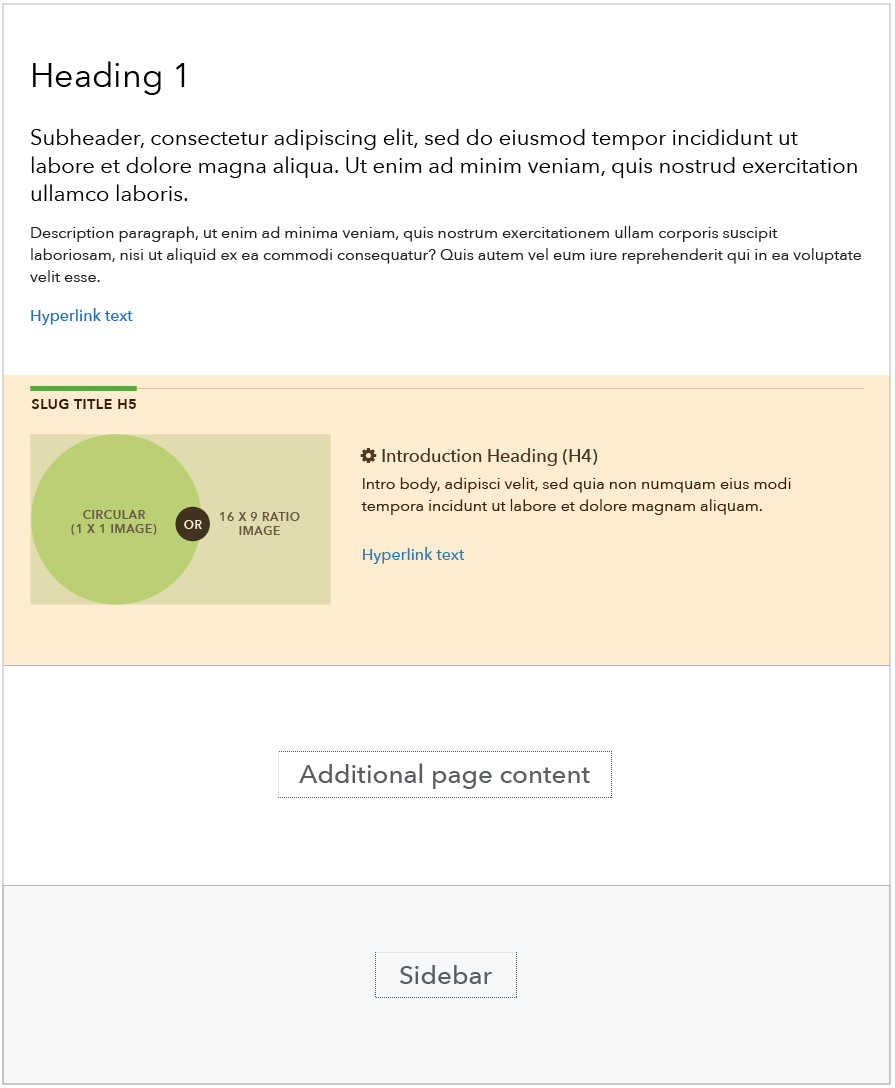 Heading 1
Subheader, consectetur adipiscing elit, sed do eiusmod tempor incididunt ut
labore et dolore magna aliqua. Ut enim ad minim veniam, quis nostrud exercitation
ullamco laboris.
Description paragraph, ut enim ad minima veniam, quis nostrum exercitationem ullam corporis suscipit
laboriosam, nisi ut aliquid ex ea commodi consequatur? Quis autem vel eum iure reprehenderit qui in ea voluptate
velit esse.
Hyperlink text
SLUG TITLE H5
CIRCULAR
(1 X 1 IMAGE)
OR
16 X 9 RATIO
IMAGE
Introduction Heading (H4)
Intro body, adipisci velit, sed quia non numquam eius modi
tempora incidunt ut labore et dolore magnam aliquam.
Hyperlink text
Additional page content
Sidebar